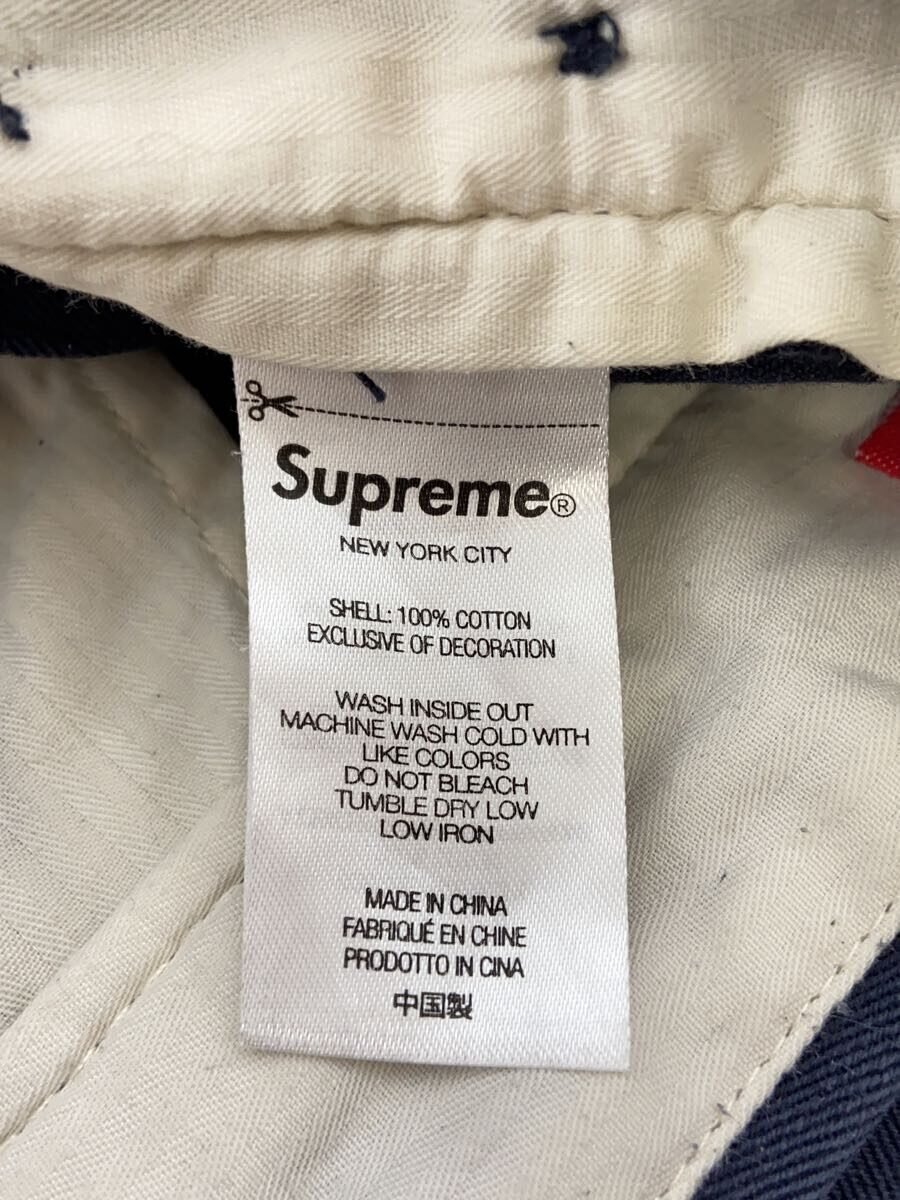 Supreme®
NEW YORK CITY
SHELL: 100% COTTON
EXCLUSIVE OF DECORATION
WASH INSIDE OUT
MACHINE WASH COLD WITH
LIKE COLORS
DO NOT BLEACH
TUMBLE DRY LOW
LOW IRON
MADE IN CHINA
FABRIQUÉ EN CHINE
PRODOTTO IN CINA
中国製